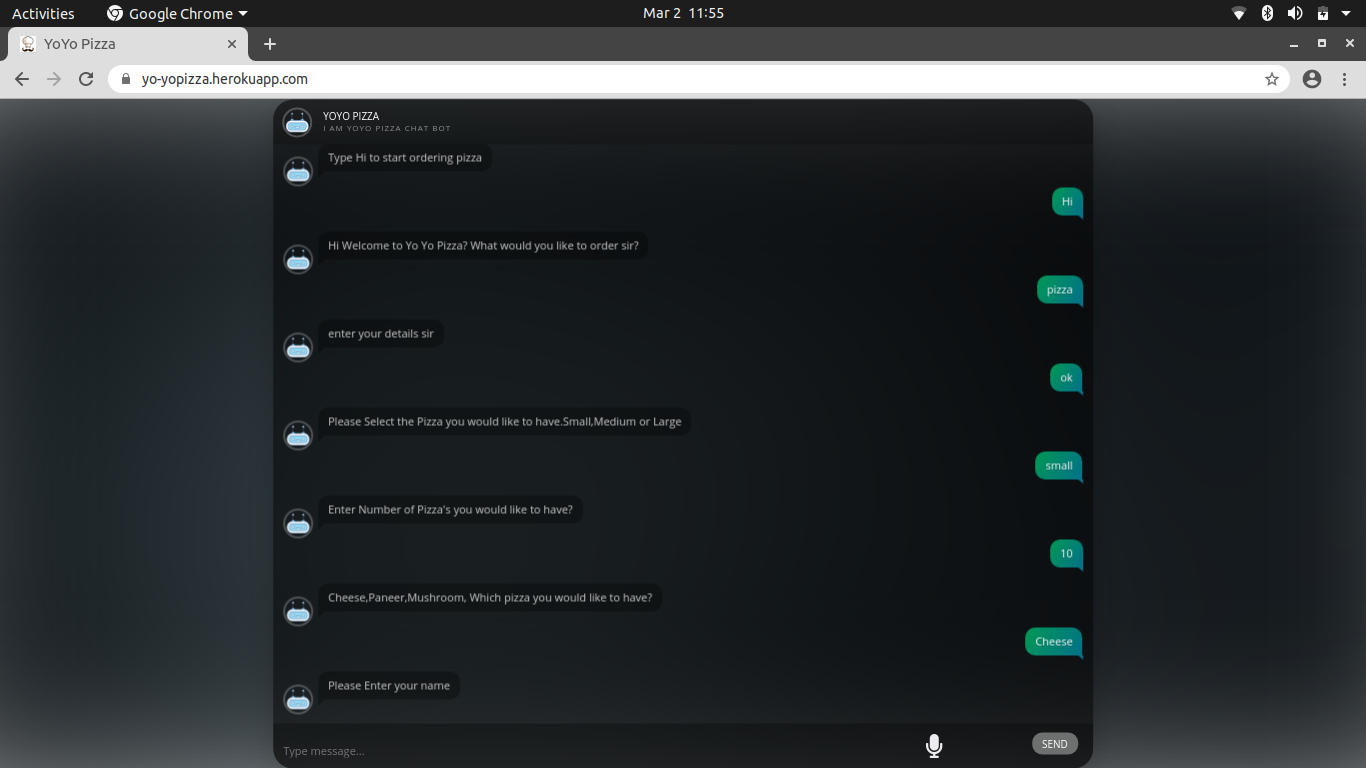 Activities Google Chrome Mar 2 11:55
YoYo Pizza
yo-yopizza.herokuapp.com
YOYO PIZZA
I AM YOYO PIZZA CHAT BOT
Type Hi to start ordering pizza
Hi
Hi Welcome to Yo Yo Pizza? What would you like to order sir?
pizza
enter your details sir
ok
Please Select the Pizza you would like to have.Small,Medium or Large
small
Enter Number of Pizza's you would like to have?
10
Cheese,Paneer,Mushroom, Which pizza you would like to have?
Cheese
Please Enter your name
Type message...
SEND